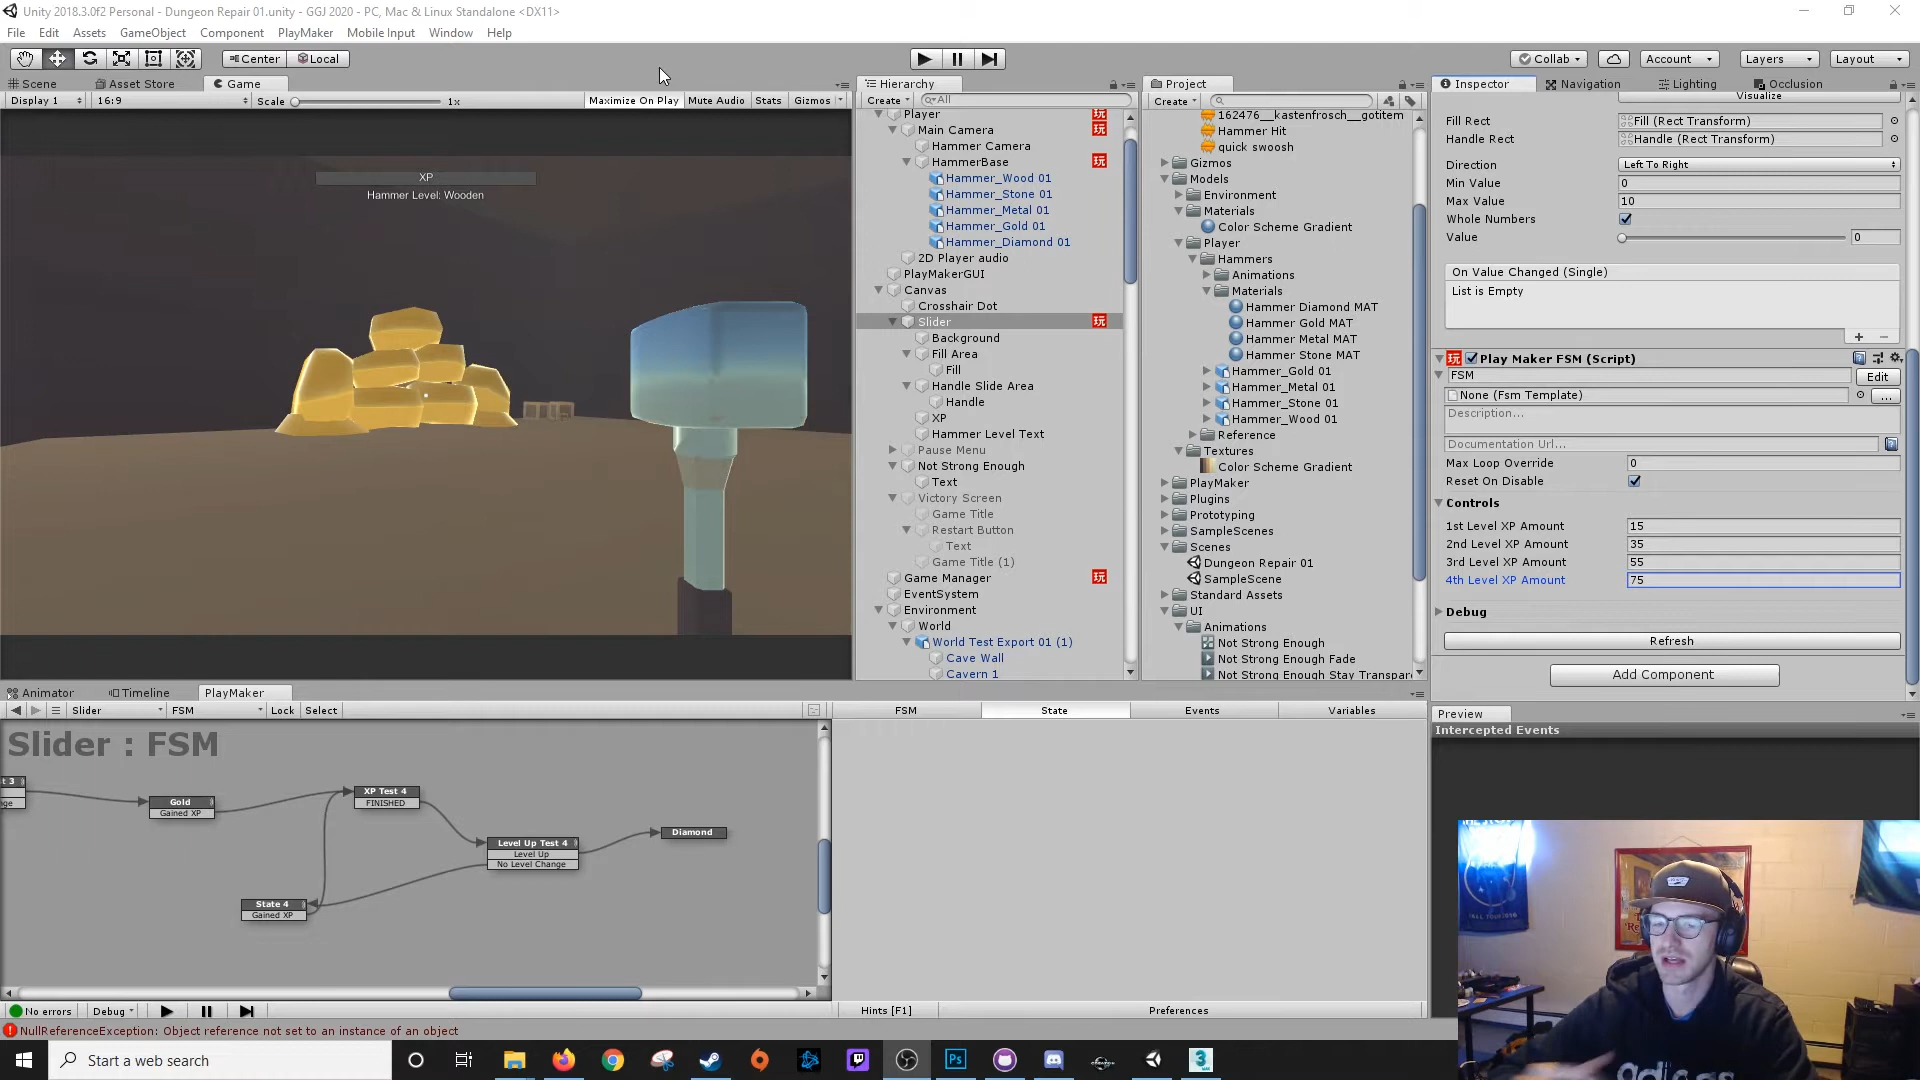 Unity 2018.3.0f2 Personal - Dungeon Repair 01.unity - GGJ 2020 - PC, Mac & Linux Standalone <DX11>
File Edit Assets GameObject Component PlayMaker Mobile Input Window Help
Center Local Collab Account Layers Layout
Scene Asset Store Game
Display 1 16:9 Scale 1x Maximize On Play Mute Audio Stats Gizmos
XP
Hammer Level: Wooden
Hierarchy
Create All
Player
Main Camera
Hammer Camera
HammerBase
Hammer_Wood 01
Hammer_Stone 01
Hammer_Metal 01
Hammer_Gold 01
Hammer_Diamond 01
2D Player audio
PlayMakerGUI
Canvas
Crosshair Dot
Slider
Background
Fill Area
Fill
Handle Slide Area
Handle
XP
Hammer Level Text
Pause Menu
Not Strong Enough
Text
Victory Screen
Game Title
Restart Button
Text
Game Title (1)
Game Manager
EventSystem
Environment
World
World Test Export 01 (1)
Cave Wall
Cavern 1
Project
Create
162476__kastenfrosch__gotitem
Hammer Hit
quick swoosh
Gizmos
Models
Environment
Materials
Color Scheme Gradient
Player
Hammers
Animations
Materials
Hammer Diamond MAT
Hammer Gold MAT
Hammer Metal MAT
Hammer Stone MAT
Hammer_Gold 01
Hammer_Metal 01
Hammer_Stone 01
Hammer_Wood 01
Reference
Textures
Color Scheme Gradient
PlayMaker
Plugins
Prototyping
SampleScenes
Scenes
Dungeon Repair 01
SampleScene
Standard Assets
UI
Animations
Not Strong Enough
Not Strong Enough Fade
Not Strong Enough Stay Transpar
Inspector Navigation Lighting Occlusion
Visualize
Fill Rect Fill (Rect Transform)
Handle Rect Handle (Rect Transform)
Direction Left To Right
Min Value 0
Max Value 10
Whole Numbers
Value 0
On Value Changed (Single)
List is Empty
Play Maker FSM (Script)
FSM Edit
None (Fsm Template) ...
Description...
Documentation Url...
Max Loop Override 0
Reset On Disable
Controls
1st Level XP Amount 15
2nd Level XP Amount 35
3rd Level XP Amount 55
4th Level XP Amount 75
Debug
Refresh
Add Component
Preview
Intercepted Events
Animator Timeline PlayMaker
Slider FSM Lock Select
FSM State Events Variables
Slider : FSM
t 3
ge
Gold
Gained XP
XP Test 4
FINISHED
Level Up Test 4
Level Up
No Level Change
Diamond
State 4
Gained XP
No errors Debug Hints [F1] Preferences
NullReferenceException: Object reference not set to an instance of an object
Start a web search
Ps
3
adidas